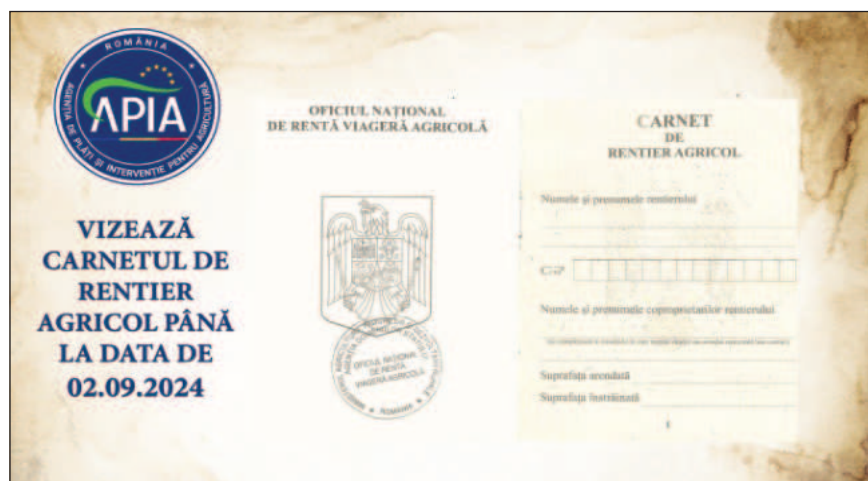 ROMÂNIA
AGENȚIA DE PLĂȚI ȘI INTERVENȚIE PENTRU AGRICULTURĂ
APIA
VIZEAZĂ
CARNETUL DE
RENTIER
AGRICOL PÂNĂ
LA DATA DE
02.09.2024
OFICIUL NAȚIONAL
DE RENTĂ VIAGERĂ AGRICOLĂ
OFICIUL NAȚIONAL
DE RENTĂ
VIAGERĂ AGRICOLĂ
ROMANIA
CARNET
DE
RENTIER AGRICOL
Numele și prenumele rentierului
Numele și prenumele coproprietarilor rentierului
Suprafața arendată
Suprafața înstrăinată
1